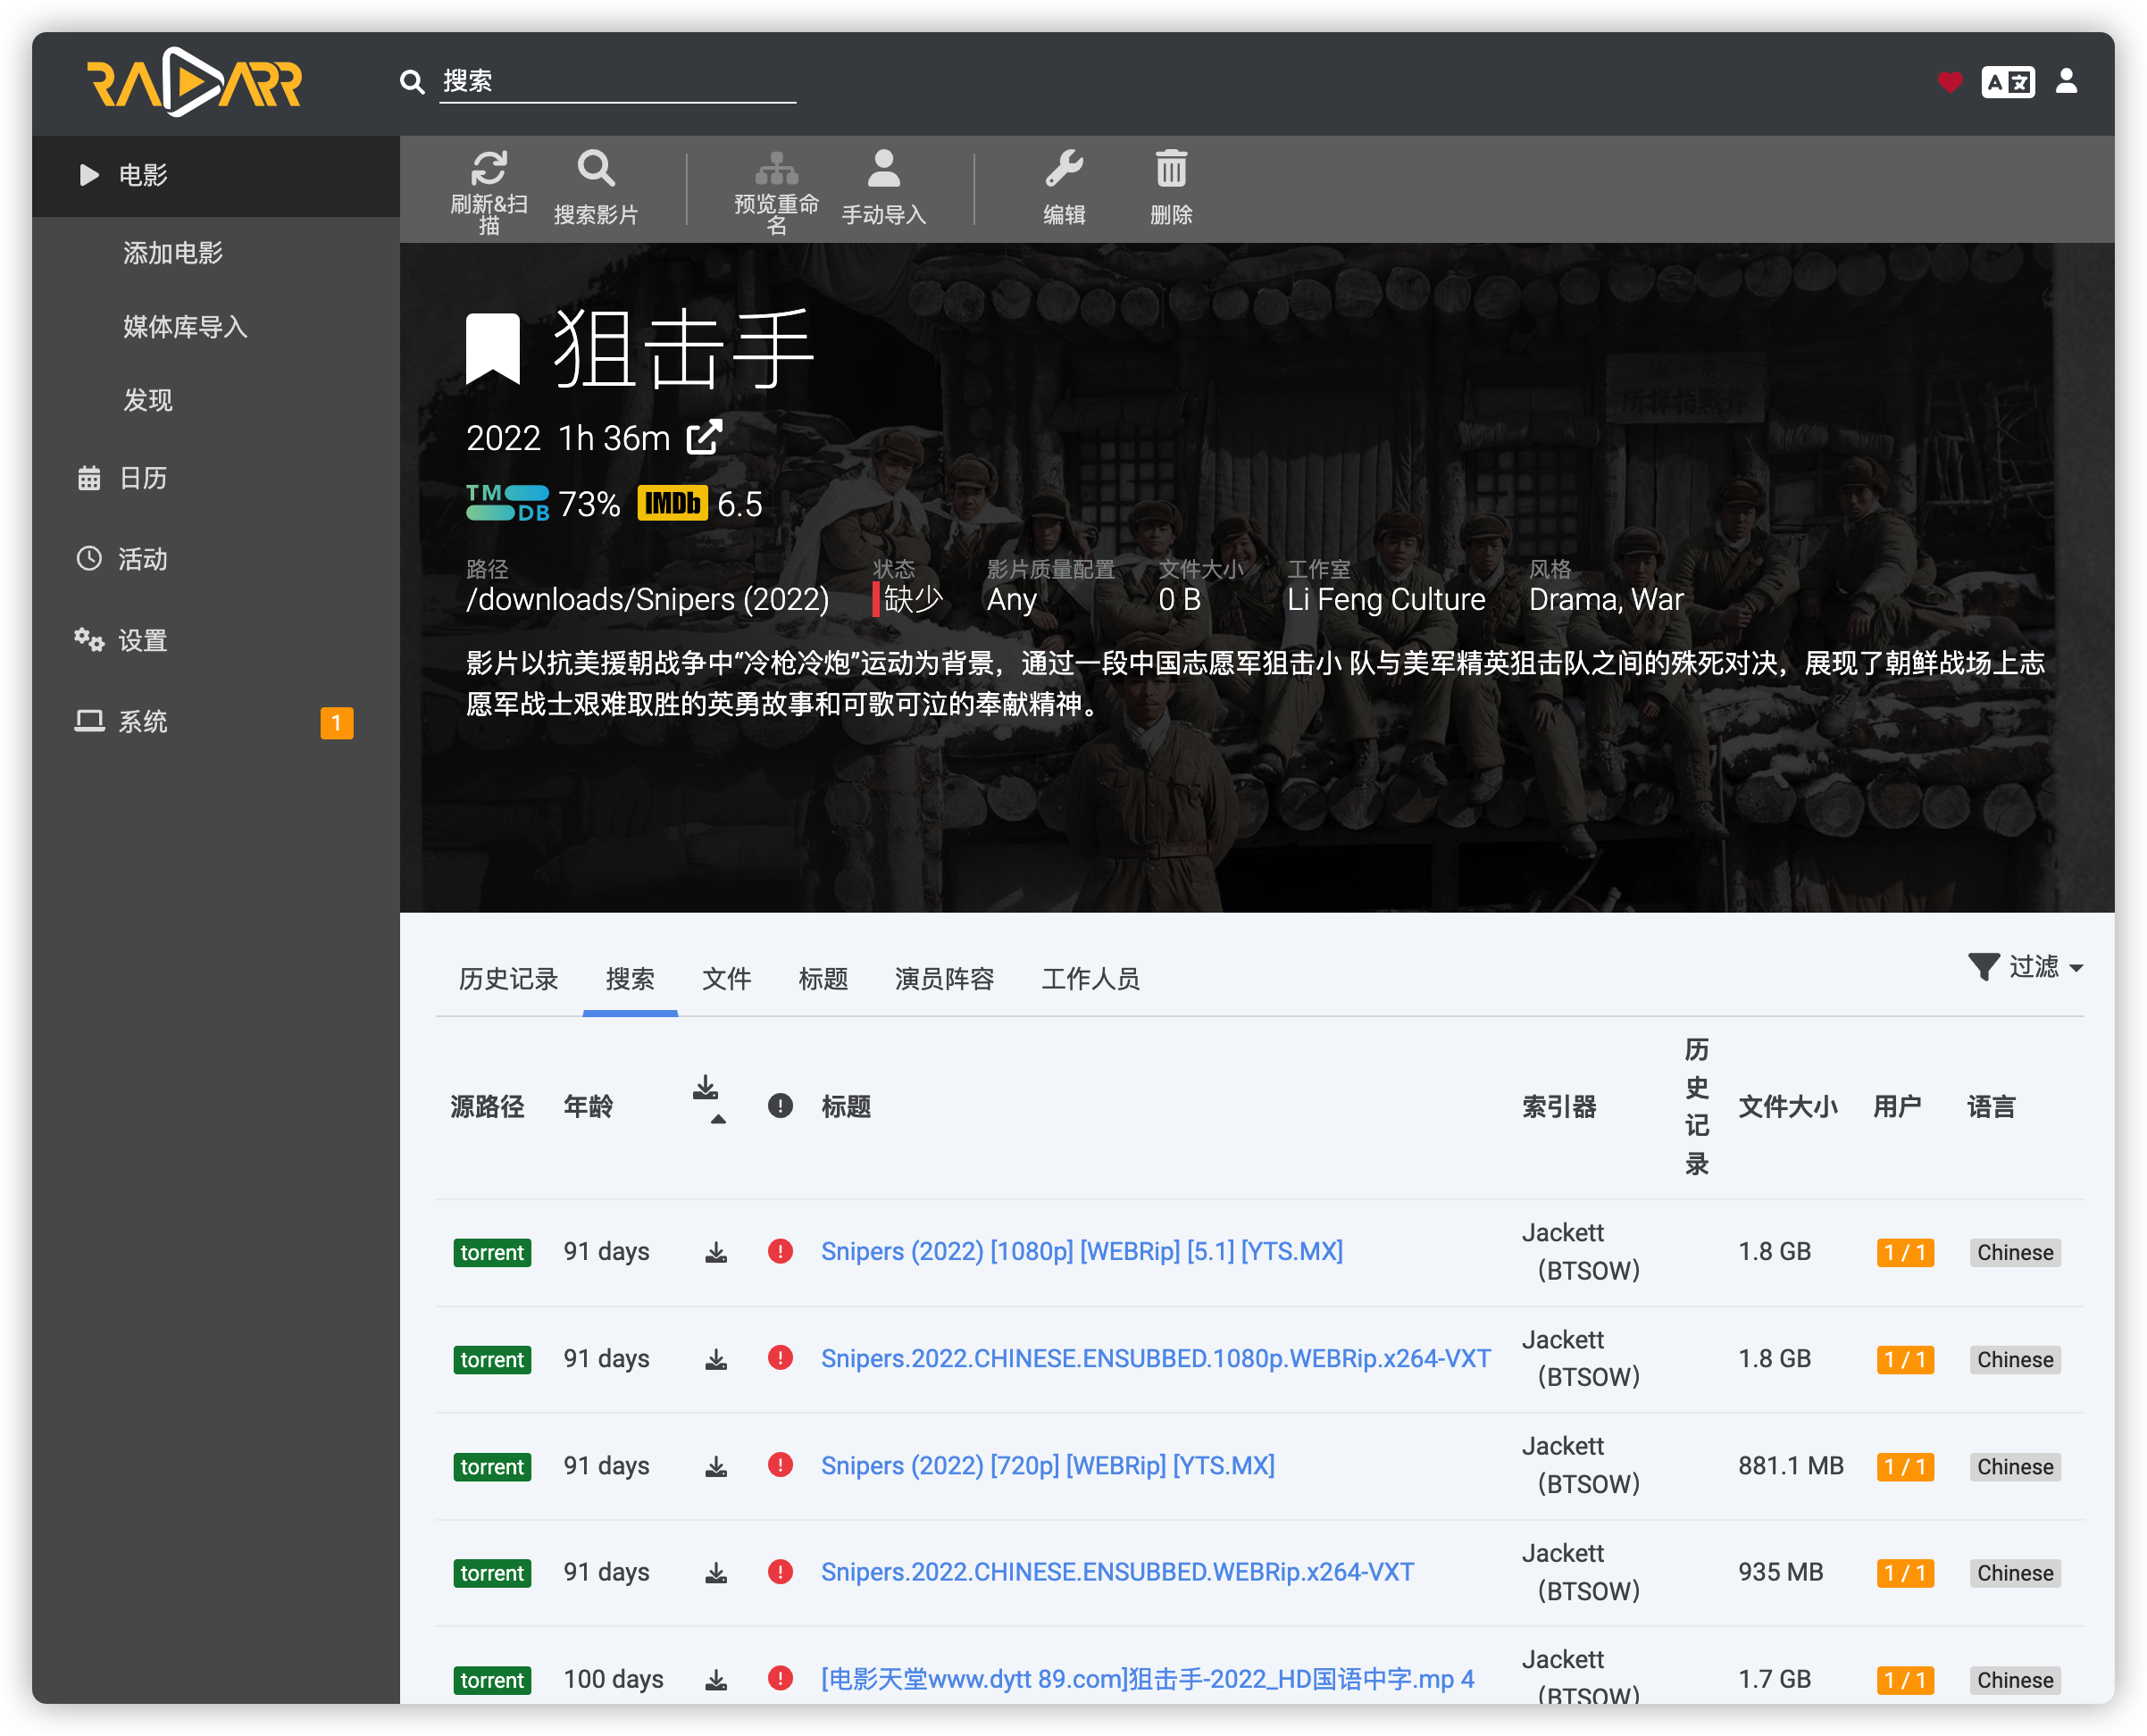 RADARR
搜索
A 文
电影
添加电影
媒体库导入
发现
日历
活动
设置
系统
1
刷新&扫
描
搜索影片
预览重命
名
手动导入
编辑
删除
狙击手
2022 1h 36m
TMDB 73% IMDb 6.5
路径 状态 影片质量配置 文件大小 工作室 风格
/downloads/Snipers (2022) 缺少 Any 0 B Li Feng Culture Drama, War
影片以抗美援朝战争中“冷枪冷炮”运动为背景，通过一段中国志愿军狙击小 队与美军精英狙击队之间的殊死对决，展现了朝鲜战场上志
愿军战士艰难取胜的英勇故事和可歌可泣的奉献精神。
历史记录 搜索 文件 标题 演员阵容 工作人员
过滤
源路径 年龄 标题 索引器
历
史
记
录
文件大小 用户 语言
torrent 91 days Snipers (2022) [1080p] [WEBRip] [5.1] [YTS.MX] Jackett
（BTSOW） 1.8 GB 1 / 1 Chinese
torrent 91 days Snipers.2022.CHINESE.ENSUBBED.1080p.WEBRip.x264-VXT Jackett
（BTSOW） 1.8 GB 1 / 1 Chinese
torrent 91 days Snipers (2022) [720p] [WEBRip] [YTS.MX] Jackett
（BTSOW） 881.1 MB 1 / 1 Chinese
torrent 91 days Snipers.2022.CHINESE.ENSUBBED.WEBRip.x264-VXT Jackett
（BTSOW） 935 MB 1 / 1 Chinese
torrent 100 days [电影天堂www.dytt 89.com]狙击手-2022_HD国语中字.mp 4 Jackett
（BTSOW） 1.7 GB 1 / 1 Chinese